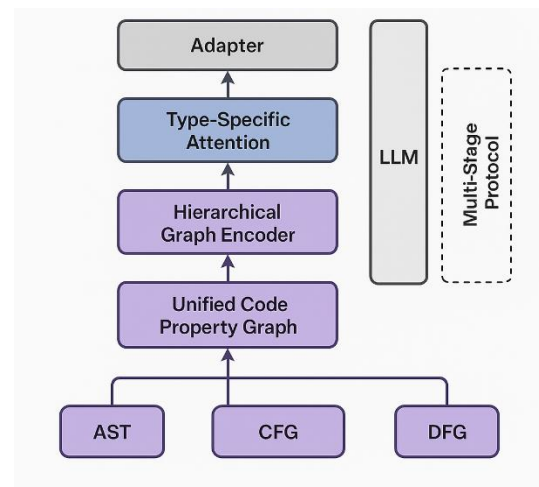 Adapter
Type-Specific
Attention
Hierarchical
Graph Encoder
Unified Code
Property Graph
AST
CFG
DFG
LLM
Multi-Stage
Protocol